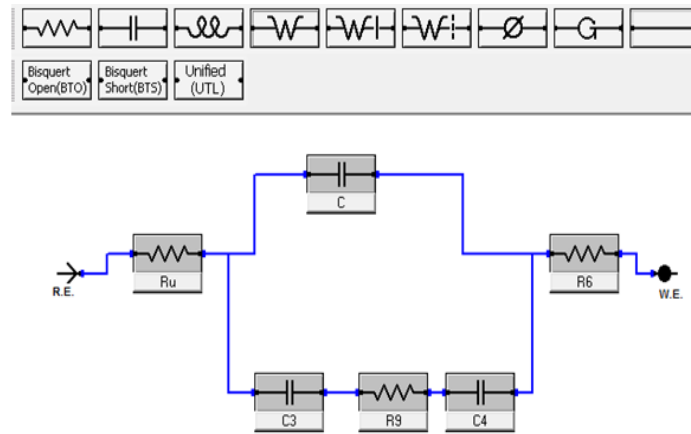 W W W Ø G
Bisquert Open(BTO) Bisquert Short(BTS) Unified (UTL)
C
Ru R6
R.E. W.E.
C3 R9 C4